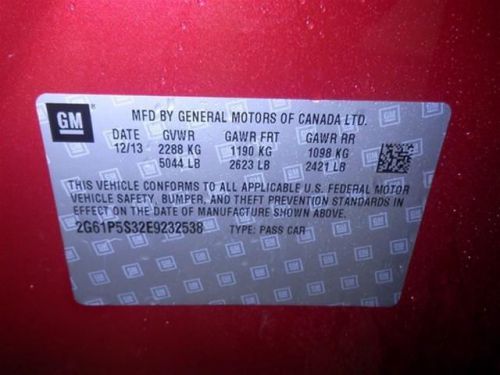 GM
MFD BY GENERAL MOTORS OF CANADA LTD.
DATE GVWR GAWR FRT GAWR RR
12/13 2288 KG 1190 KG 1098 KG
5044 LB 2623 LB 2421 LB
THIS VEHICLE CONFORMS TO ALL APPLICABLE U.S. FEDERAL MOTOR
VEHICLE SAFETY, BUMPER, AND THEFT PREVENTION STANDARDS IN
EFFECT ON THE DATE OF MANUFACTURE SHOWN ABOVE.
2G61P5S32E9232538 TYPE: PASS CAR